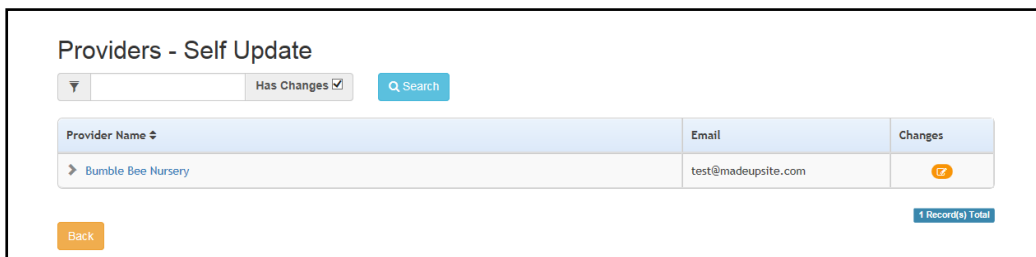 Providers - Self Update
Has Changes
Search
Provider Name Email Changes
Bumble Bee Nursery test@madeupsite.com
1 Record(s) Total
Back